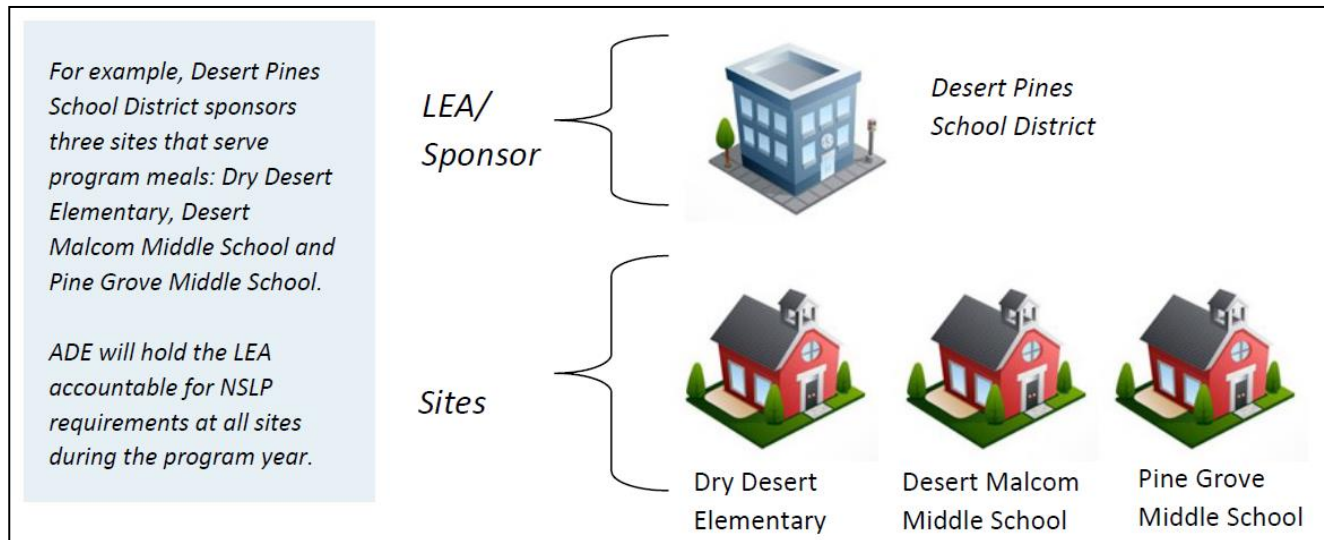 For example, Desert Pines
School District sponsors
three sites that serve
program meals: Dry Desert
Elementary, Desert
Malcom Middle School and
Pine Grove Middle School.
ADE will hold the LEA
accountable for NSLP
requirements at all sites
during the program year.
LEA/
Sponsor
Desert Pines
School District
Sites
Dry Desert
Elementary
Desert Malcom
Middle School
Pine Grove
Middle School